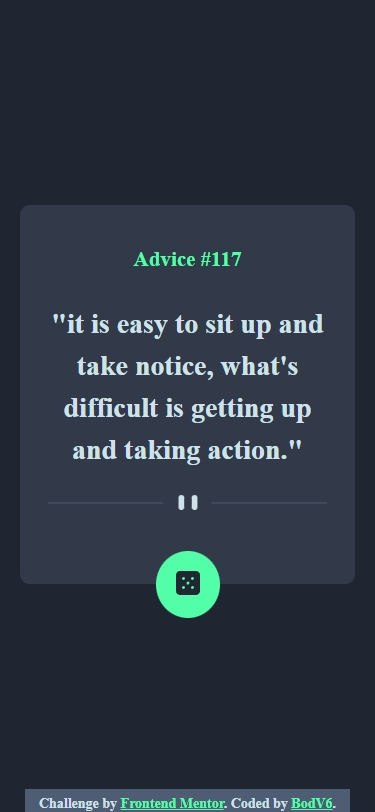 Advice #117
"it is easy to sit up and
take notice, what's
difficult is getting up
and taking action."
Challenge by Frontend Mentor. Coded by BodV6.